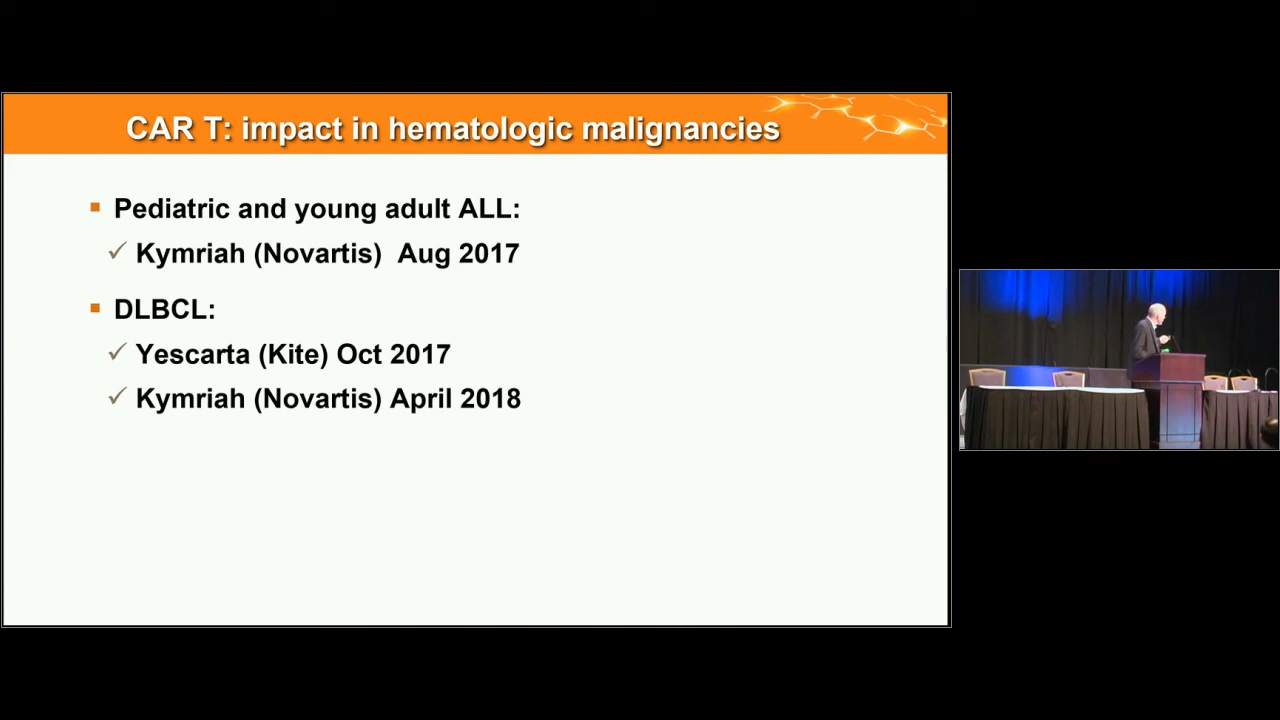 CAR T: impact in hematologic malignancies
Pediatric and young adult ALL:
Kymriah (Novartis) Aug 2017
DLBCL:
Yescarta (Kite) Oct 2017
Kymriah (Novartis) April 2018